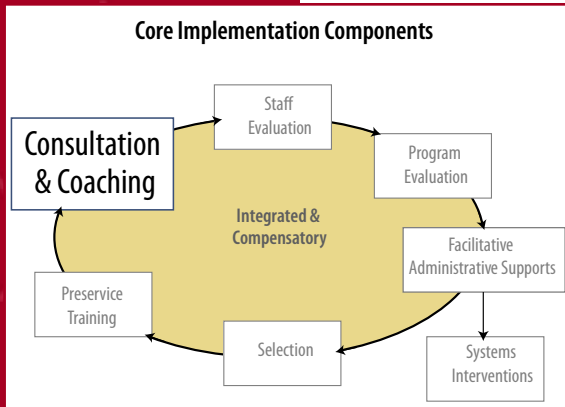 Core Implementation Components
Staff
Evaluation
Consultation
& Coaching
Program
Evaluation
Integrated &
Compensatory
Facilitative
Administrative Supports
Preservice
Training
Selection
Systems
Interventions